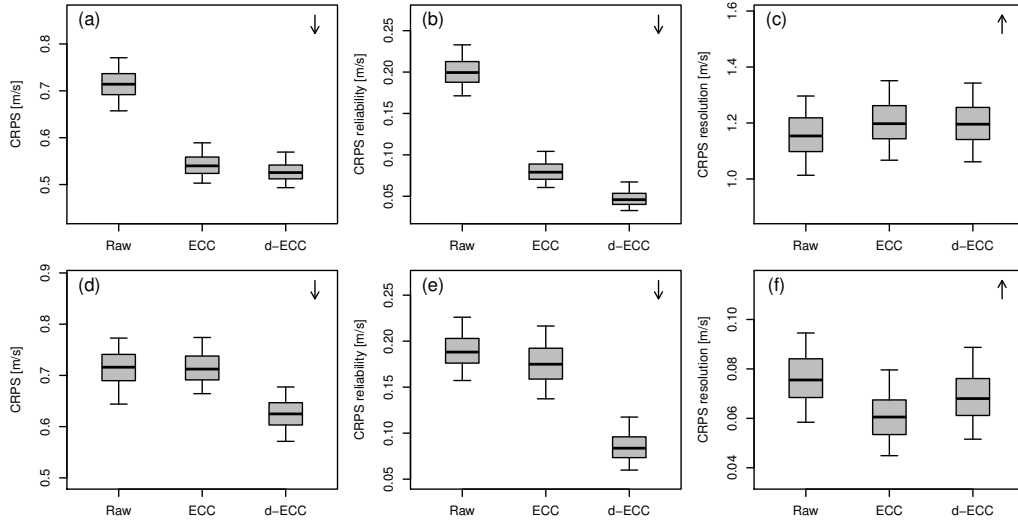 (a)
CRPS [m/s]
0.8
0.7
0.6
0.5
Raw ECC d−ECC
(b)
CRPS reliability [m/s]
0.25
0.20
0.15
0.10
0.05
Raw ECC d−ECC
(c)
CRPS resolution [m/s]
1.6
1.4
1.2
1.0
Raw ECC d−ECC
(d)
CRPS [m/s]
0.9
0.8
0.7
0.6
0.5
Raw ECC d−ECC
(e)
CRPS reliability [m/s]
0.25
0.20
0.15
0.10
0.05
Raw ECC d−ECC
(f)
CRPS resolution [m/s]
0.10
0.08
0.06
0.04
Raw ECC d−ECC